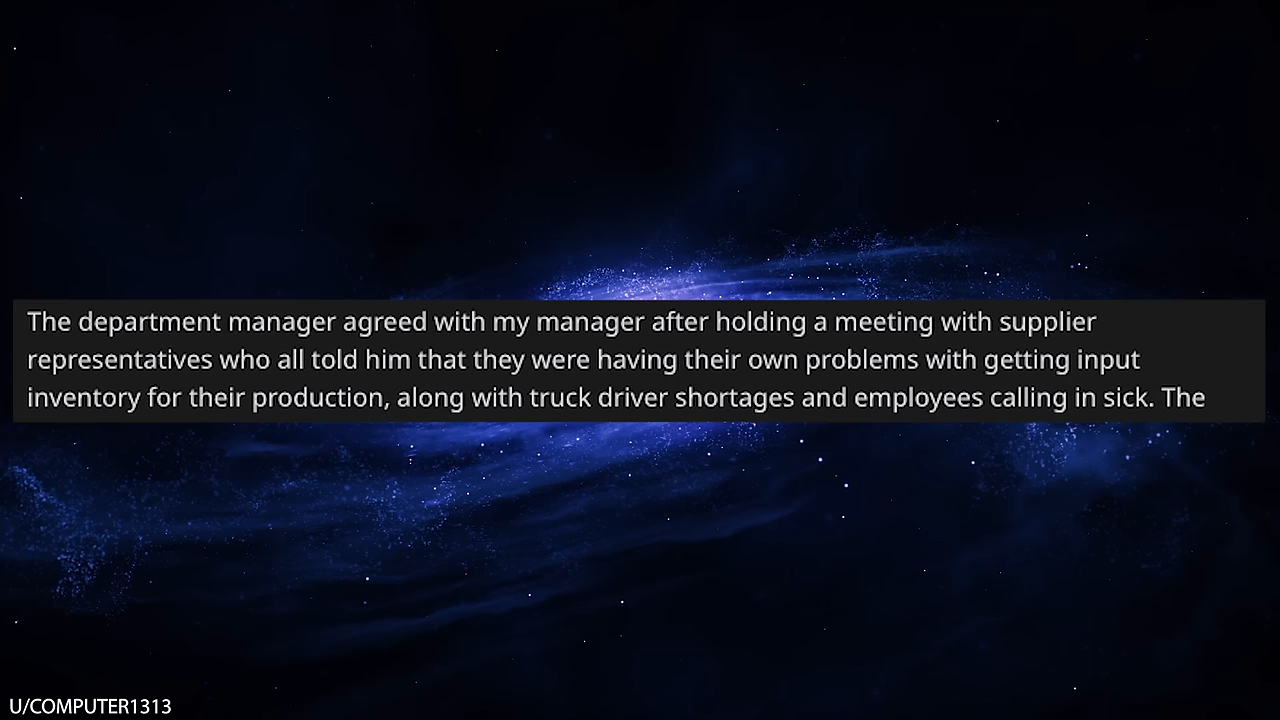 The department manager agreed with my manager after holding a meeting with supplier
representatives who all told him that they were having their own problems with getting input
inventory for their production, along with truck driver shortages and employees calling in sick. The
U/COMPUTER1313